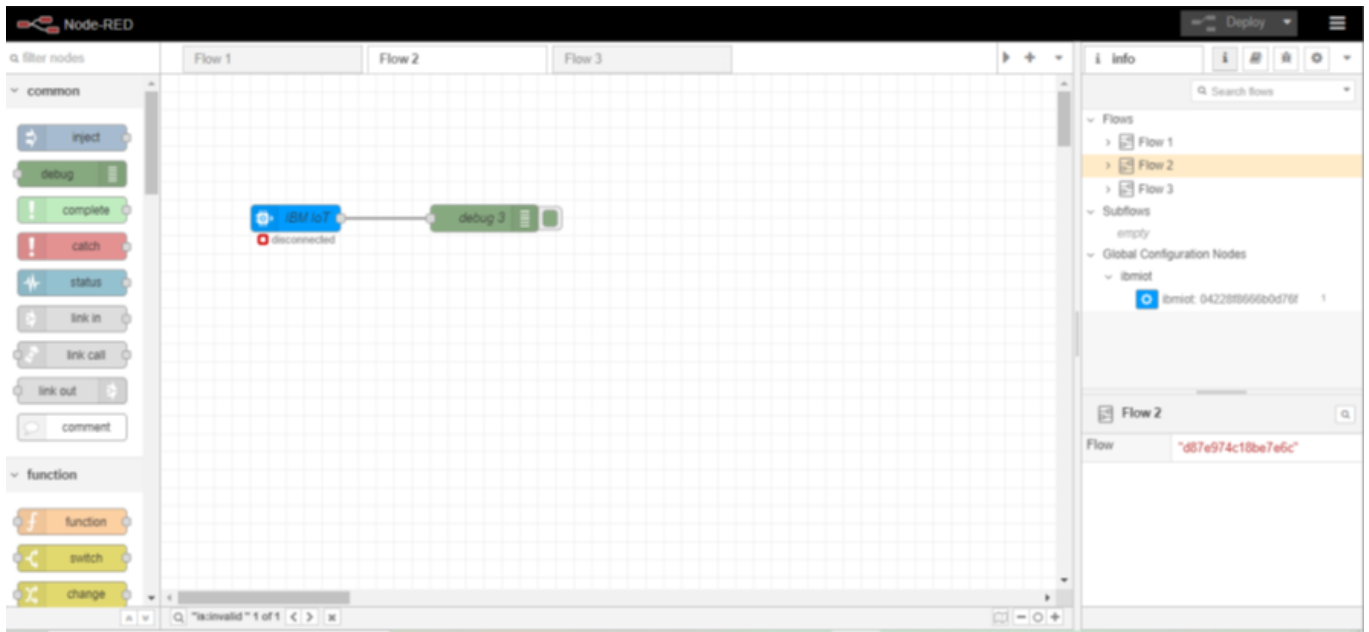 Node-RED
Deploy
filter nodes
Flow 1
Flow 2
Flow 3
i info
i
Search flows
common
inject
debug
complete
catch
status
link in
link call
link out
comment
function
function
switch
change
IBM IoT
disconnected
debug 3
Flows
Flow 1
Flow 2
Flow 3
Subflows
empty
Global Configuration Nodes
ibmiot
ibmiot: 04228f8666b0d76f 1
Flow 2
Flow "d87e974c18be7e6c"
"is:invalid " 1 of 1